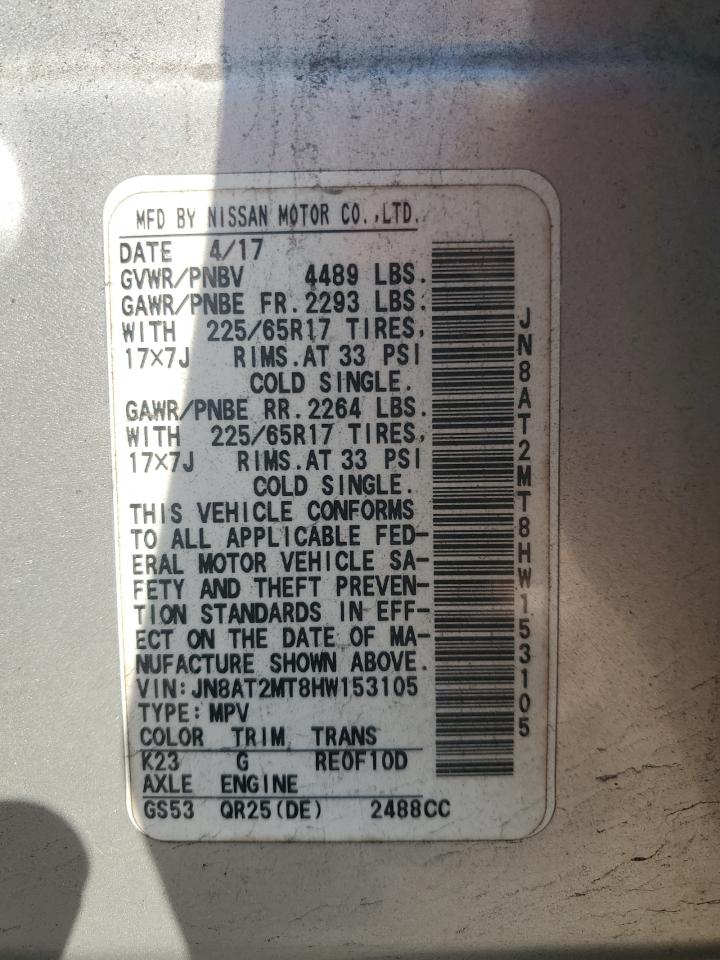 MFD BY NISSAN MOTOR CO.,LTD.
DATE 4/17
GVWR/PNBV 4489 LBS.
GAWR/PNBE FR.2293 LBS.
WITH 225/65R17 TIRES,
17×7J RIMS.AT 33 PSI
COLD SINGLE.
GAWR/PNBE RR.2264 LBS.
WITH 225/65R17 TIRES,
17×7J RIMS.AT 33 PSI
COLD SINGLE.
THIS VEHICLE CONFORMS
TO ALL APPLICABLE FED-
ERAL MOTOR VEHICLE SA-
FETY AND THEFT PREVEN-
TION STANDARDS IN EFF-
ECT ON THE DATE OF MA-
NUFACTURE SHOWN ABOVE.
VIN:JN8AT2MT8HW153105
TYPE:MPV
COLOR TRIM TRANS
K23 G RE0F10D
AXLE ENGINE
GS53 QR25(DE) 2488CC
JN8AT2MT8HW153105